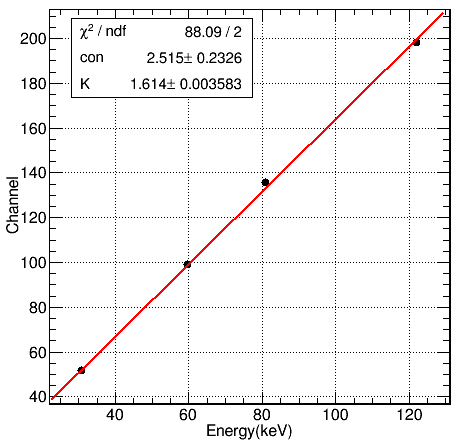 χ² / ndf 88.09 / 2
con 2.515± 0.2326
K 1.614± 0.003583
200
180
160
140
120
100
80
60
40
Channel
40 60 80 100 120
Energy(keV)